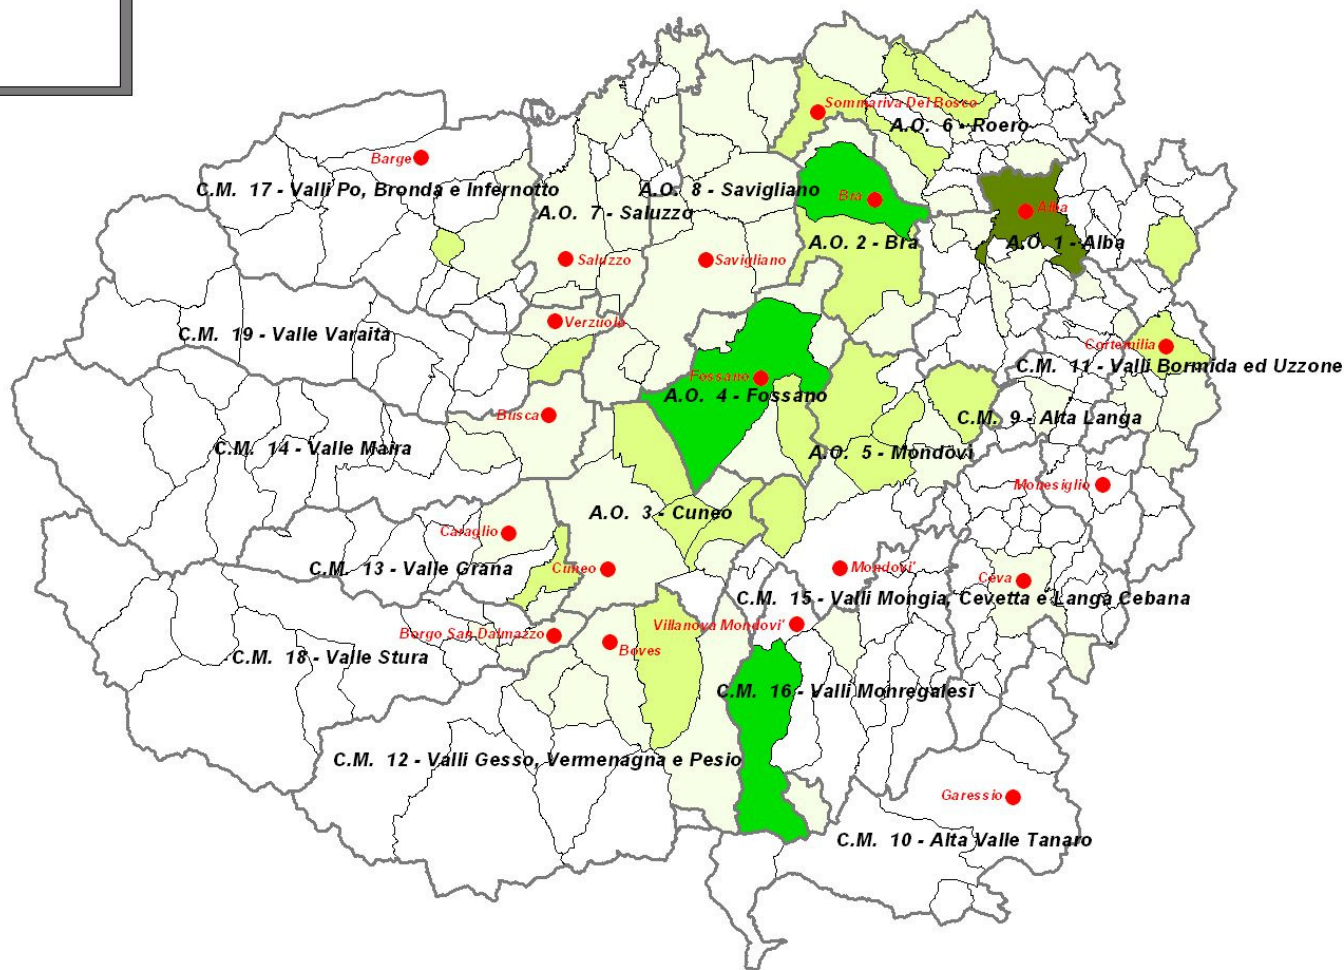 Sommariva Del Bosco
A.O. 6 - Roero
Barge
C.M. 17 - Valli Po, Bronda e Infernotto
A.O. 8 - Savigliano
Bra
Alba
A.O. 7 - Saluzzo
A.O. 2 - Bra
A.O. 1 - Alba
Saluzzo
Savigliano
Verzuolo
C.M. 19 - Valle Varaita
Cortemilia
C.M. 11 - Valli Bormida ed Uzzone
Fossano
A.O. 4 - Fossano
Busca
C.M. 9 - Alta Langa
C.M. 14 - Valle Maira
A.O. 5 - Mondovì
Monesiglio
A.O. 3 - Cuneo
Caraglio
C.M. 13 - Valle Grana
Cuneo
Mondovi'
Ceva
C.M. 15 - Valli Mongia, Cevetta e Langa Cebana
Villanova Mondovi'
Borgo San Dalmazzo
Boves
C.M. 18 - Valle Stura
C.M. 16 - Valli Monregalesi
C.M. 12 - Valli Gesso, Vermenagna e Pesio
Garessio
C.M. 10 - Alta Valle Tanaro